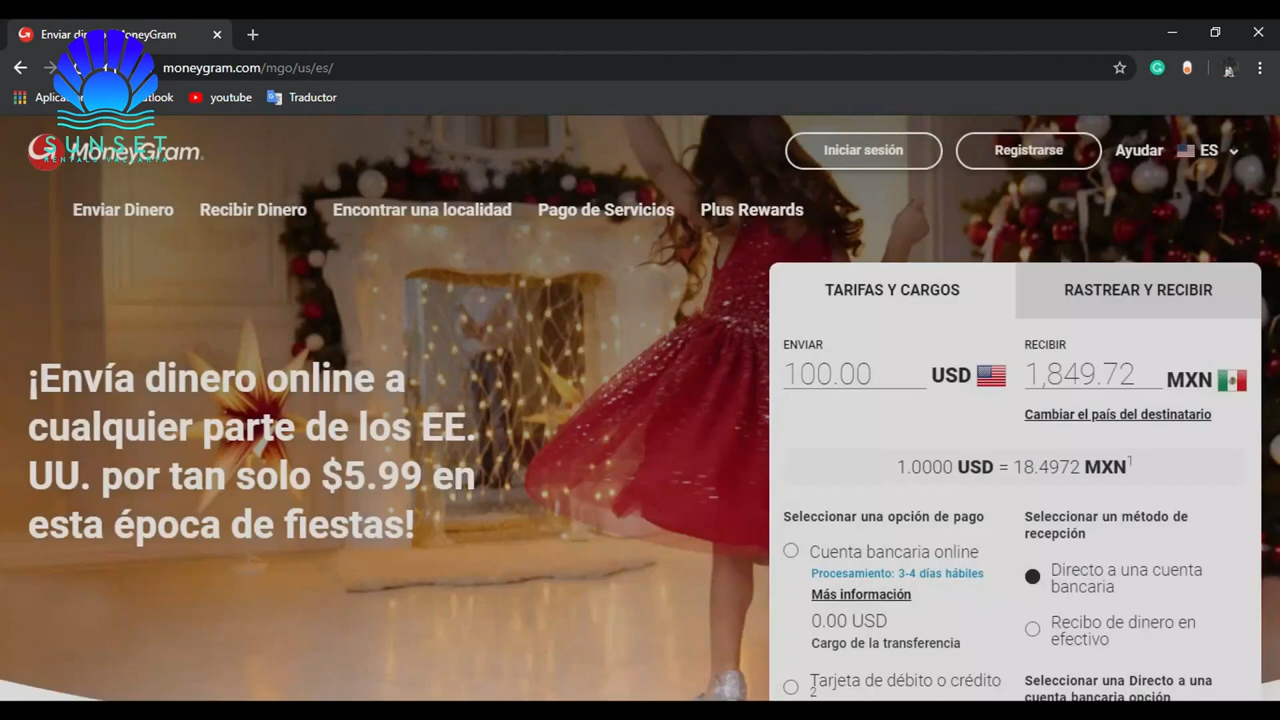 Enviar
MoneyGram
moneygram.com/mgo/us/es/
youtube
Traductor
SUNSET
MoneyGram.
Iniciar sesión
Registrarse
Ayudar
ES
Enviar Dinero
Recibir Dinero
Encontrar una localidad
Pago de Servicios
Plus Rewards
¡Envía dinero online a
cualquier parte de los EE.
UU. por tan solo $5.99 en
esta época de fiestas!
TARIFAS Y CARGOS
RASTREAR Y RECIBIR
ENVIAR
100.00 USD
RECIBIR
1,849.72 MXN
Cambiar el país del destinatario
1.0000 USD = 18.4972 MXN1
Seleccionar una opción de pago
Cuenta bancaria online
Procesamiento: 3-4 días hábiles
Más información
0.00 USD
Cargo de la transferencia
Tarjeta de débito o crédito
2
Seleccionar un método de
recepción
Directo a una cuenta
bancaria
Recibo de dinero en
efectivo
Seleccionar una Directo a una
cuenta bancaria opción